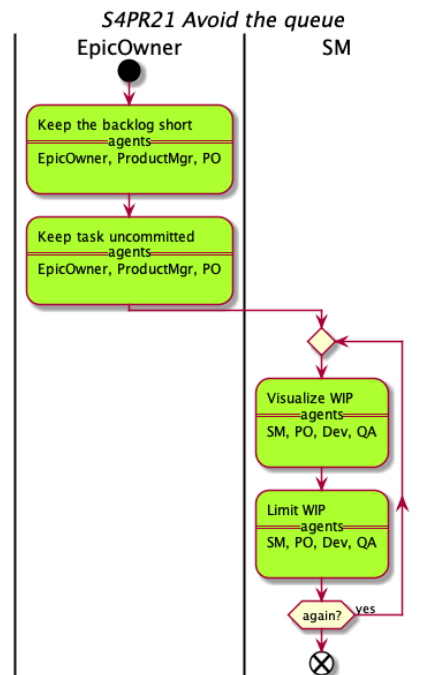 S4PR21 Avoid the queue
EpicOwner
SM
Keep the backlog short
agents
EpicOwner, ProductMgr, PO
Keep task uncommitted
agents
EpicOwner, ProductMgr, PO
Visualize WIP
agents
SM, PO, Dev, QA
Limit WIP
agents
SM, PO, Dev, QA
again?
yes